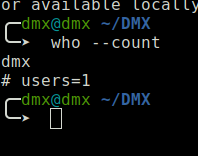 or available locally
dmx@dmx ~/DMX
who --count
dmx
# users=1
dmx@dmx ~/DMX